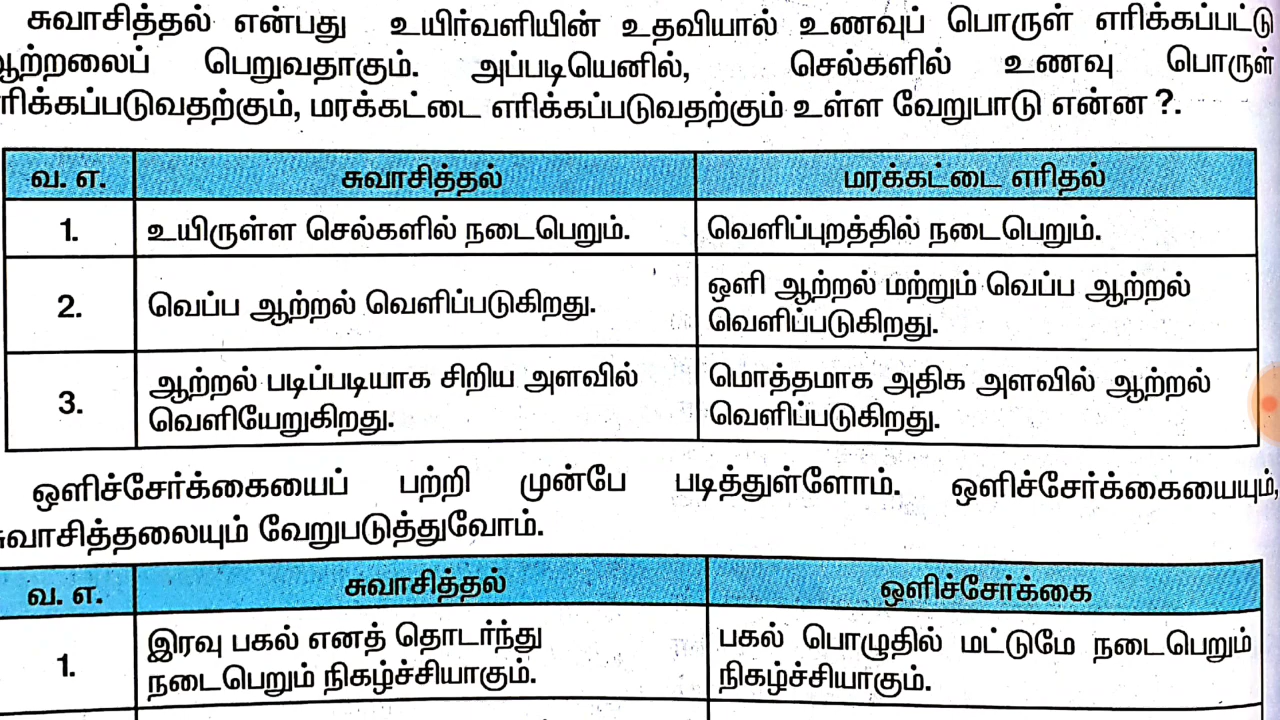 சுவாசித்தல் என்பது உயிர்வளியின் உதவியால் உணவுப் பொருள் எரிக்கப்பட்டு
ஆற்றலைப் பெறுவதாகும். அப்படியெனில், செல்களில் உணவு பொருள்
ரிக்கப்படுவதற்கும், மரக்கட்டை எரிக்கப்படுவதற்கும் உள்ள வேறுபாடு என்ன ?.
வ. எ. சுவாசித்தல் மரக்கட்டை எரிதல்
1. உயிருள்ள செல்களில் நடைபெறும். வெளிப்புறத்தில் நடைபெறும்.
2. வெப்ப ஆற்றல் வெளிப்படுகிறது. ஒளி ஆற்றல் மற்றும் வெப்ப ஆற்றல்
வெளிப்படுகிறது.
3. ஆற்றல் படிப்படியாக சிறிய அளவில்
வெளியேறுகிறது.
மொத்தமாக அதிக அளவில் ஆற்றல்
வெளிப்படுகிறது.
ஒளிச்சேர்க்கையைப் பற்றி முன்பே படித்துள்ளோம். ஒளிச்சேர்க்கையையும்,
சுவாசித்தலையும் வேறுபடுத்துவோம்.
வ. எ. சுவாசித்தல் ஒளிச்சேர்க்கை
1. இரவு பகல் எனத் தொடர்ந்து
நடைபெறும் நிகழ்ச்சியாகும்.
பகல் பொழுதில் மட்டுமே நடைபெறும்
நிகழ்ச்சியாகும்.